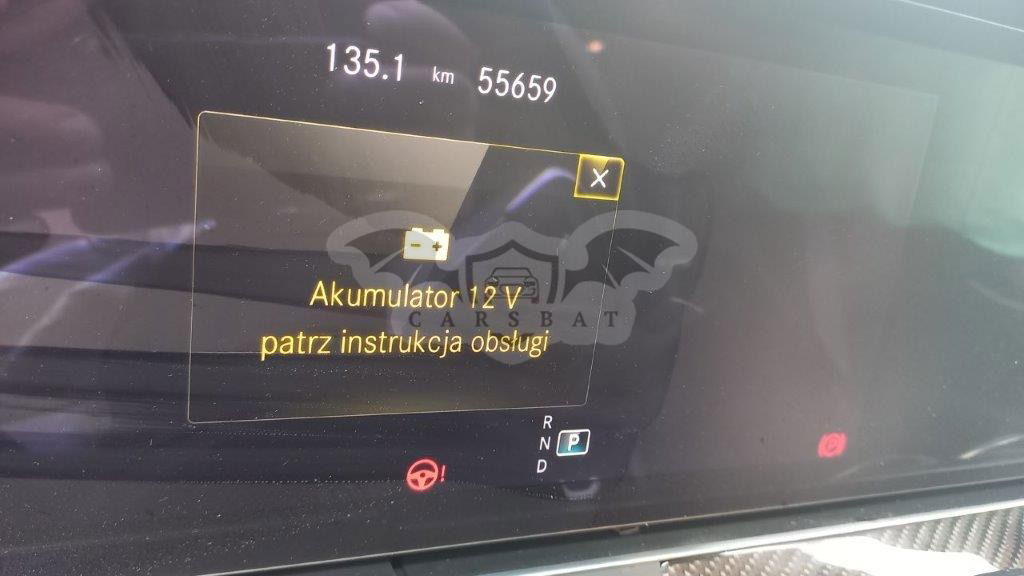 135.1 km 55659
Akumulator 12 V
patrz instrukcja obsługi
CARSBAT
R
N P
D
!
P